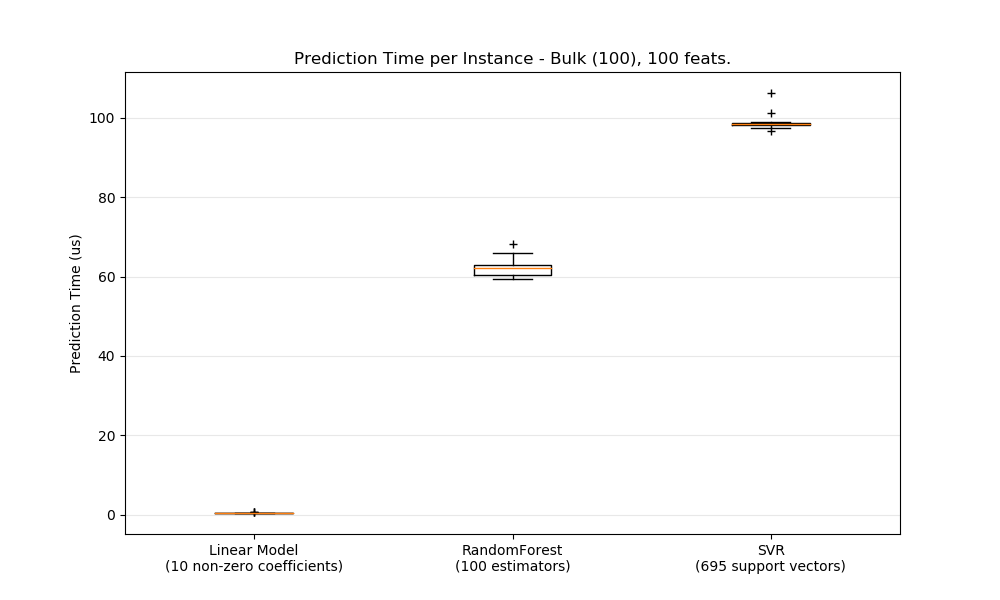 Prediction Time per Instance - Bulk (100), 100 feats.
Prediction Time (us)
100
80
60
40
20
0
Linear Model
(10 non-zero coefficients)
RandomForest
(100 estimators)
SVR
(695 support vectors)